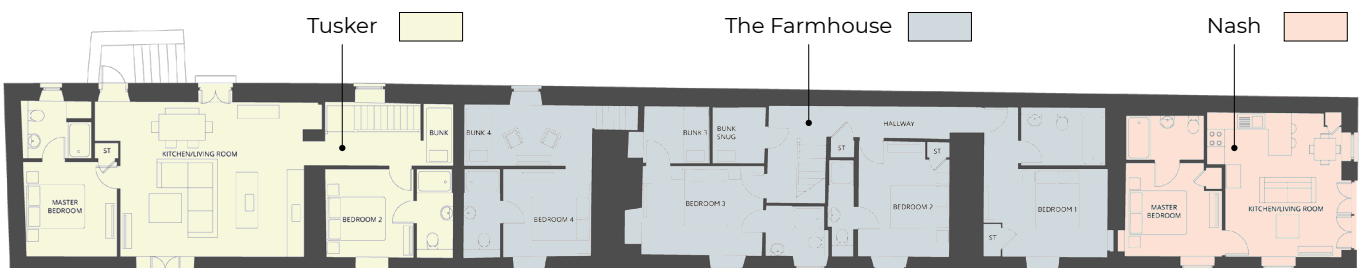 Tusker
The Farmhouse
Nash
KITCHEN/LIVING ROOM
ST
MASTER
BEDROOM
BEDROOM 2
BUNK
BUNK 4
BEDROOM 4
BUNK 3
BUNK
SNUG
BEDROOM 3
HALLWAY
ST
ST
BEDROOM 2
ST
BEDROOM 1
MASTER
BEDROOM
KITCHEN/LIVING ROOM